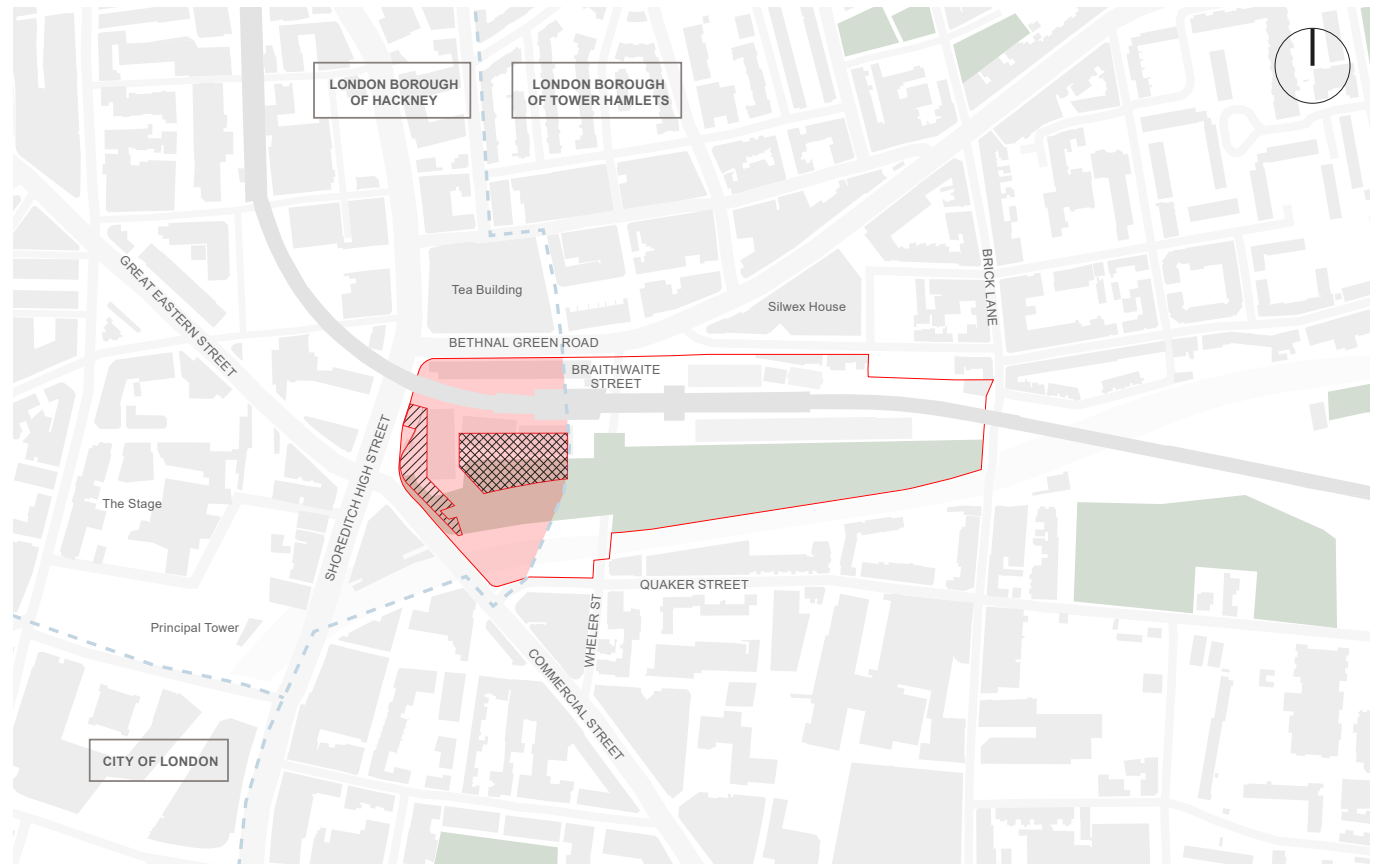 LONDON BOROUGH
OF HACKNEY
LONDON BOROUGH
OF TOWER HAMLETS
GREAT EASTERN STREET
Tea Building
BRICK LANE
Silwex House
BETHNAL GREEN ROAD
BRAITHWAITE
STREET
SHOREDITCH HIGH STREET
The Stage
QUAKER STREET
WHELER ST
Principal Tower
COMMERCIAL STREET
CITY OF LONDON